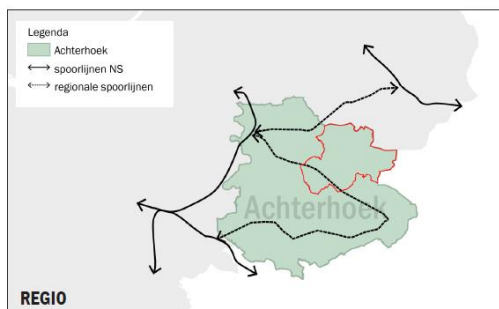 Legenda
Achterhoek
spoorlijnen NS
regionale spoorlijnen
Achterhoek
REGIO